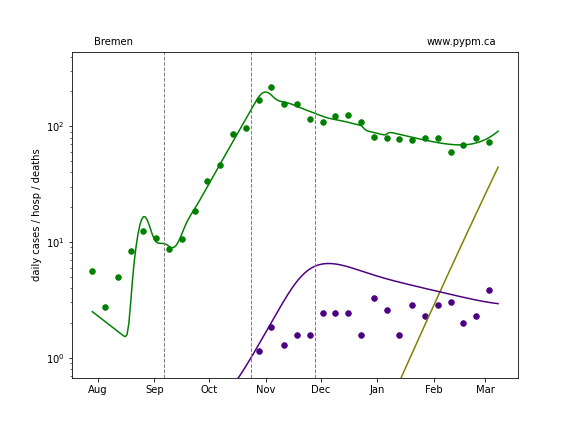 Bremen www.pypm.ca
daily cases / hosp / deaths
10²
10¹
10⁰
Aug Sep Oct Nov Dec Jan Feb Mar